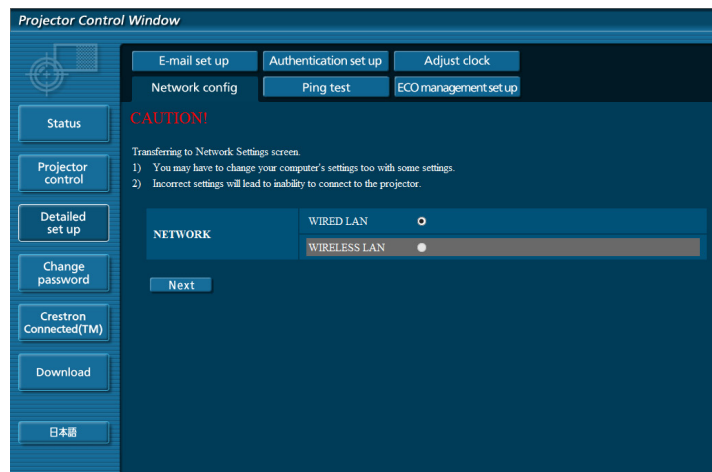 Projector Control Window
E-mail set up
Authentication set up
Adjust clock
Network config
Ping test
ECO management set up
Status
Projector
control
Detailed
set up
Change
password
Crestron
Connected(TM)
Download
日本語
CAUTION!
Transferring to Network Settings screen.
1) You may have to change your computer's settings too with some settings.
2) Incorrect settings will lead to inability to connect to the projector.
NETWORK
WIRED LAN
WIRELESS LAN
Next